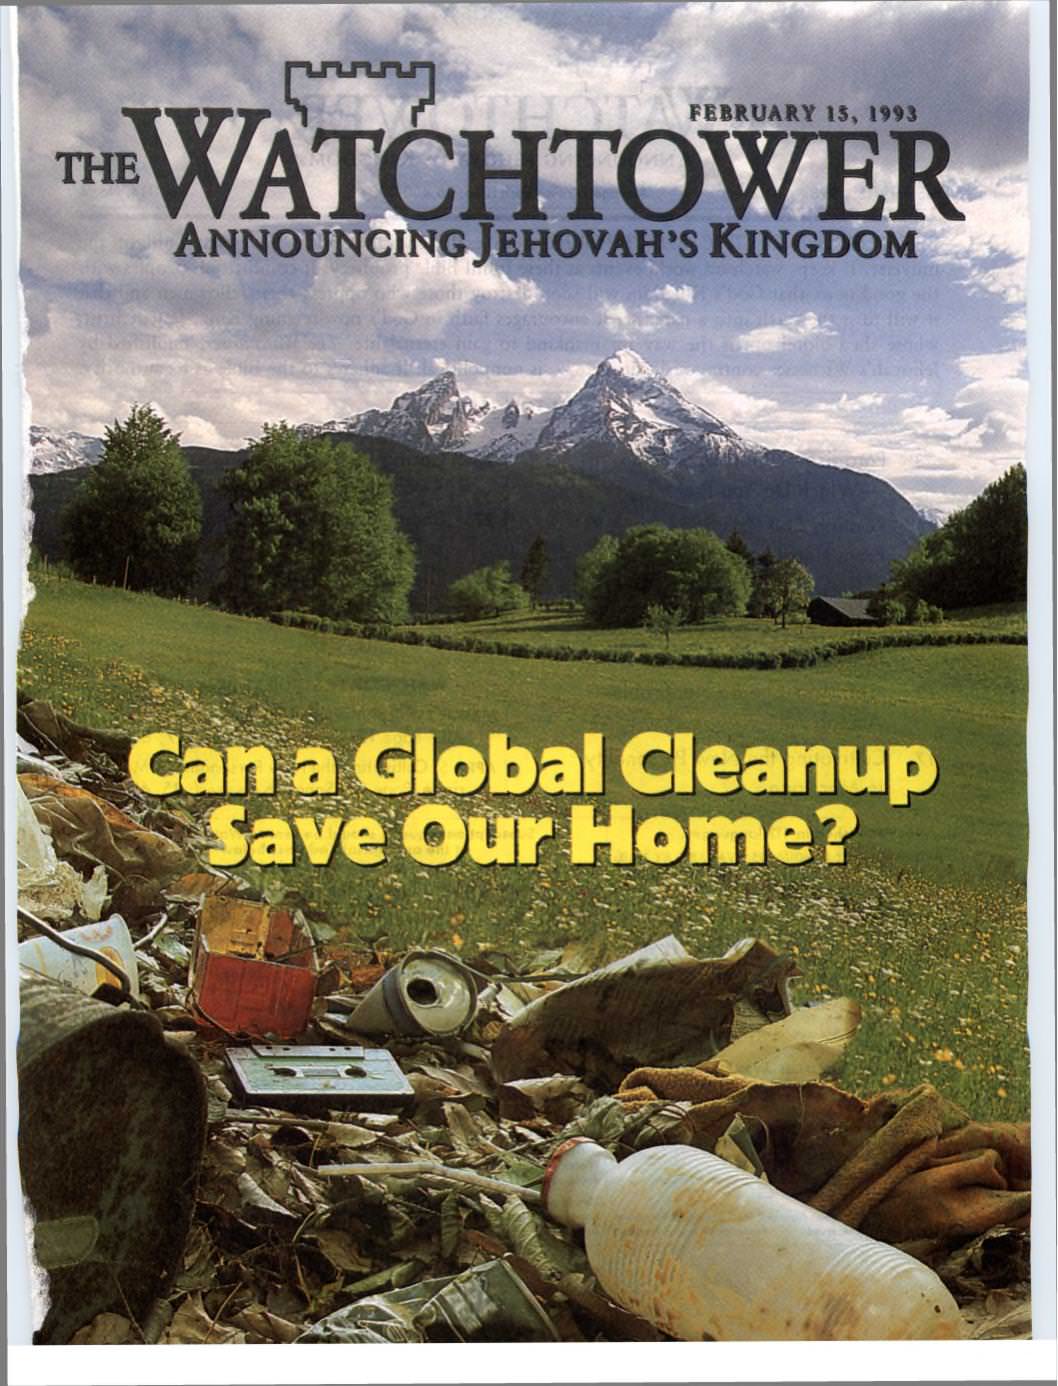 FEBRUARY 15, 1993
THE WATCHTOWER
ANNOUNCING JEHOVAH'S KINGDOM
Can a Global Cleanup
Save Our Home?